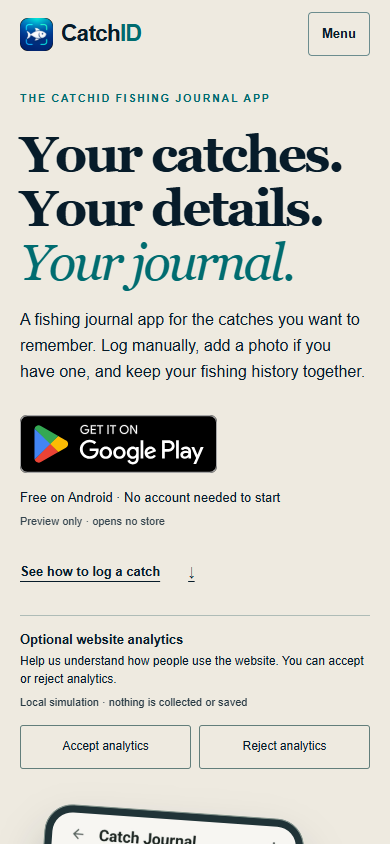 CatchID
Menu
THE CATCHID FISHING JOURNAL APP
Your catches.
Your details.
Your journal.
A fishing journal app for the catches you want to
remember. Log manually, add a photo if you
have one, and keep your fishing history together.
GET IT ON
Google Play
Free on Android · No account needed to start
Preview only · opens no store
See how to log a catch ↓
Optional website analytics
Help us understand how people use the website. You can accept
or reject analytics.
Local simulation · nothing is collected or saved
Accept analytics
Reject analytics
← Catch Journal